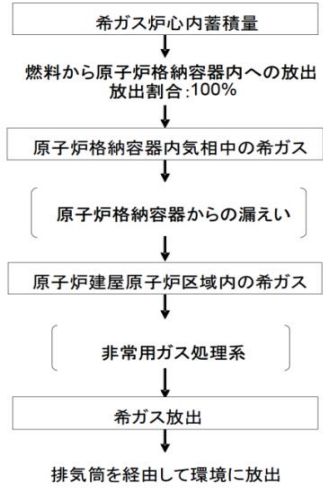 希ガス炉心内蓄積量
燃料から原子炉格納容器内への放出
放出割合:100%
原子炉格納容器内気相中の希ガス
原子炉格納容器からの漏えい
原子炉建屋原子炉区域内の希ガス
非常用ガス処理系
希ガス放出
排気筒を経由して環境に放出